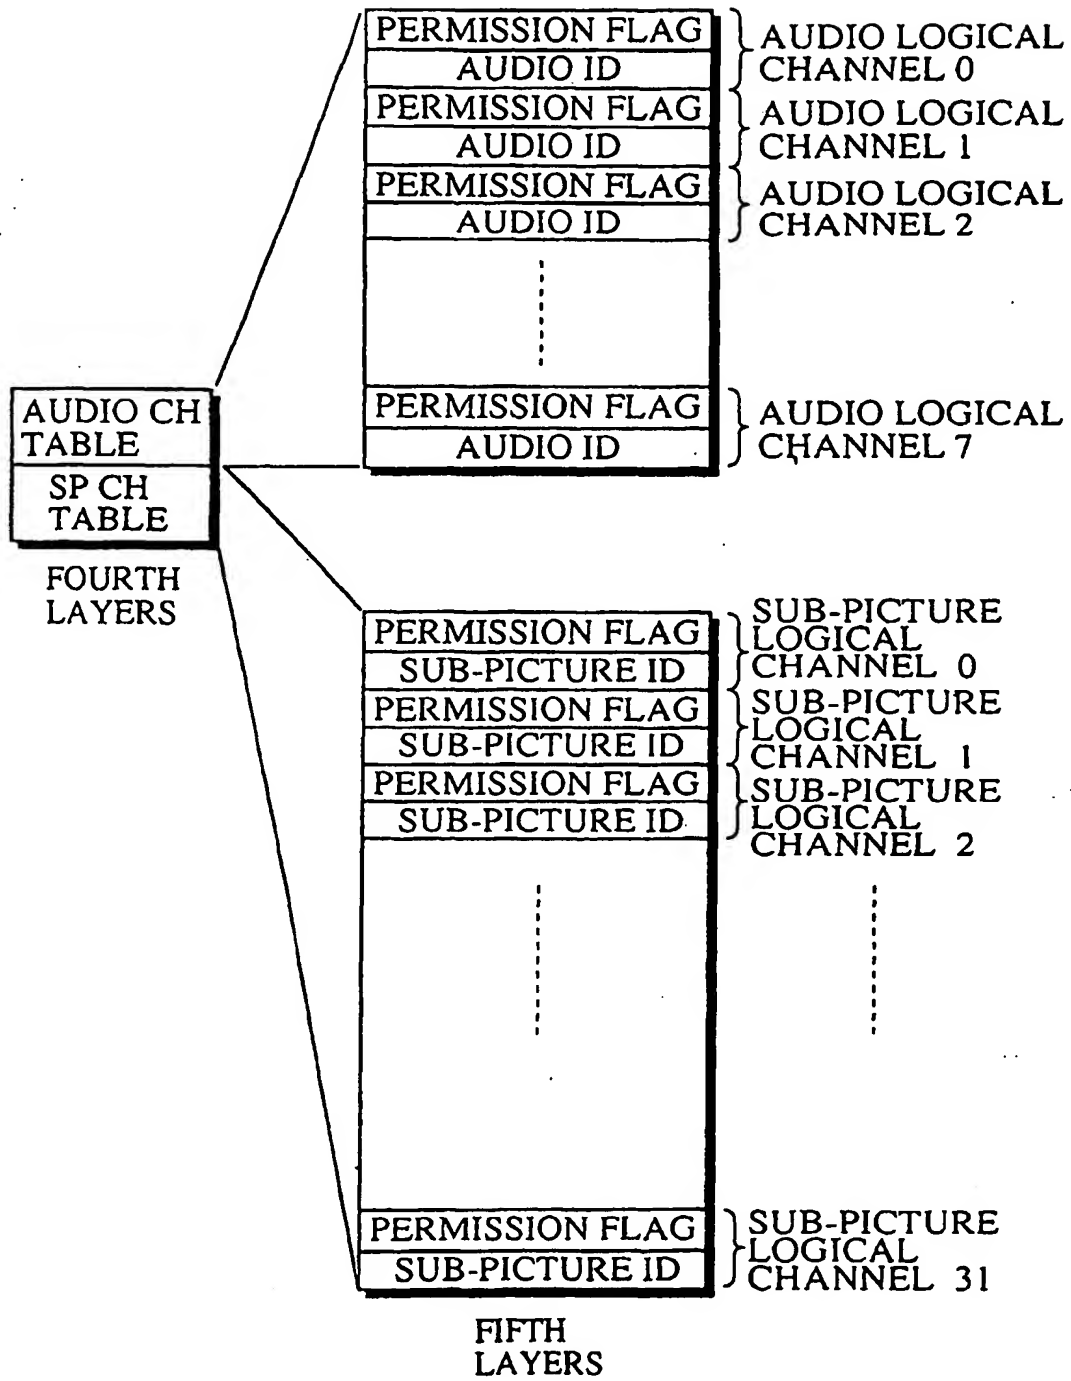 PERMISSION FLAG
AUDIO ID
AUDIO LOGICAL
CHANNEL 0
PERMISSION FLAG
AUDIO ID
AUDIO LOGICAL
CHANNEL 1
PERMISSION FLAG
AUDIO ID
AUDIO LOGICAL
CHANNEL 2
PERMISSION FLAG
AUDIO ID
AUDIO LOGICAL
CHANNEL 7
AUDIO CH
TABLE
SP CH
TABLE
FOURTH
LAYERS
PERMISSION FLAG
SUB-PICTURE ID
SUB-PICTURE
LOGICAL
CHANNEL 0
PERMISSION FLAG
SUB-PICTURE ID
SUB-PICTURE
LOGICAL
CHANNEL 1
PERMISSION FLAG
SUB-PICTURE ID
SUB-PICTURE
LOGICAL
CHANNEL 2
PERMISSION FLAG
SUB-PICTURE ID
SUB-PICTURE
LOGICAL
CHANNEL 31
FIFTH
LAYERS